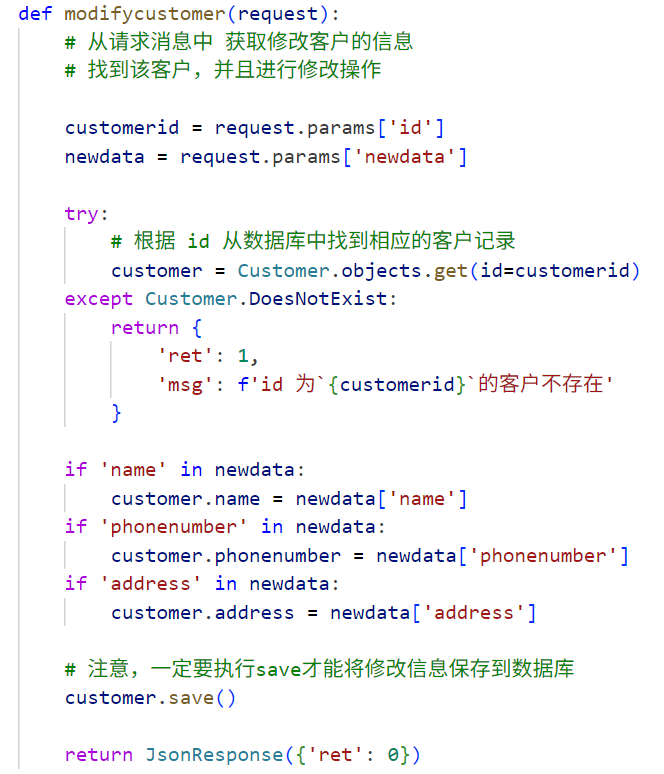 def modifycustomer(request):
    # 从请求消息中 获取修改客户的信息
    # 找到该客户，并且进行修改操作

    customerid = request.params['id']
    newdata = request.params['newdata']

    try:
        # 根据 id 从数据库中找到相应的客户记录
        customer = Customer.objects.get(id=customerid)
    except Customer.DoesNotExist:
        return {
            'ret': 1,
            'msg': f'id 为`{customerid}`的客户不存在'
        }

    if 'name' in newdata:
        customer.name = newdata['name']
    if 'phonenumber' in newdata:
        customer.phonenumber = newdata['phonenumber']
    if 'address' in newdata:
        customer.address = newdata['address']

    # 注意，一定要执行save才能将修改信息保存到数据库
    customer.save()

    return JsonResponse({'ret': 0})